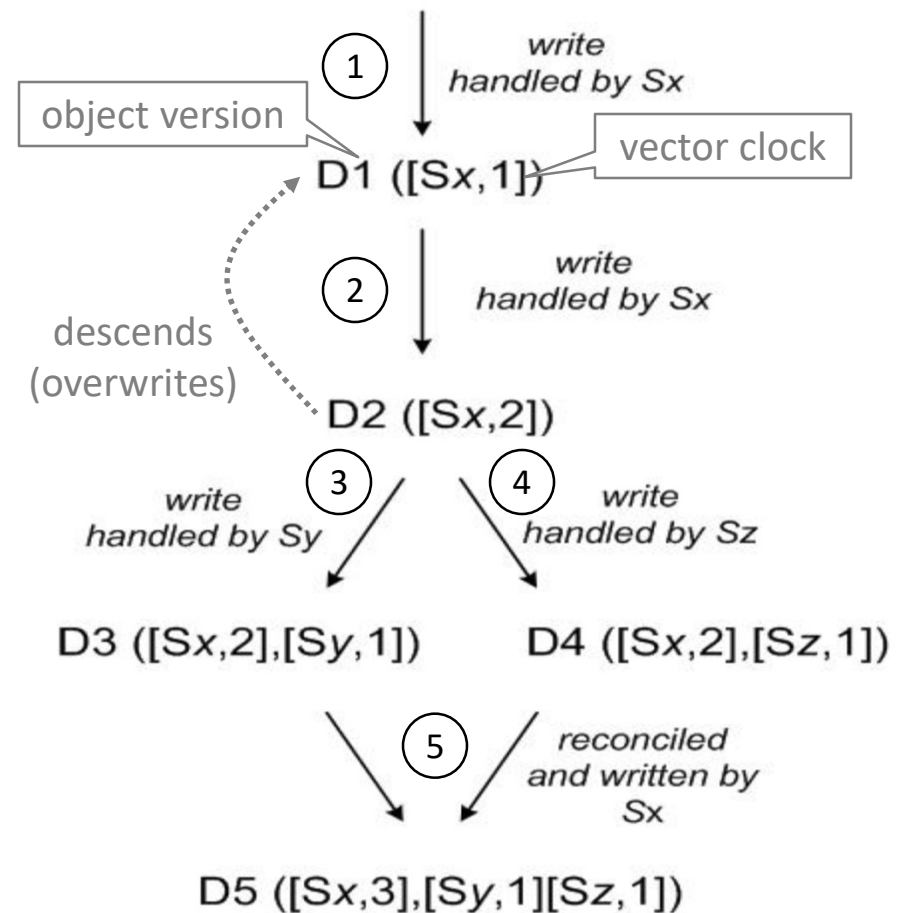 1
write
handled by Sx
object version
vector clock
D1 ([Sx,1])
2
write
handled by Sx
descends
(overwrites)
D2 ([Sx,2])
3
4
write
handled by Sy
write
handled by Sz
D3 ([Sx,2],[Sy,1])
D4 ([Sx,2],[Sz,1])
5
reconciled
and written by
Sx
D5 ([Sx,3],[Sy,1][Sz,1])